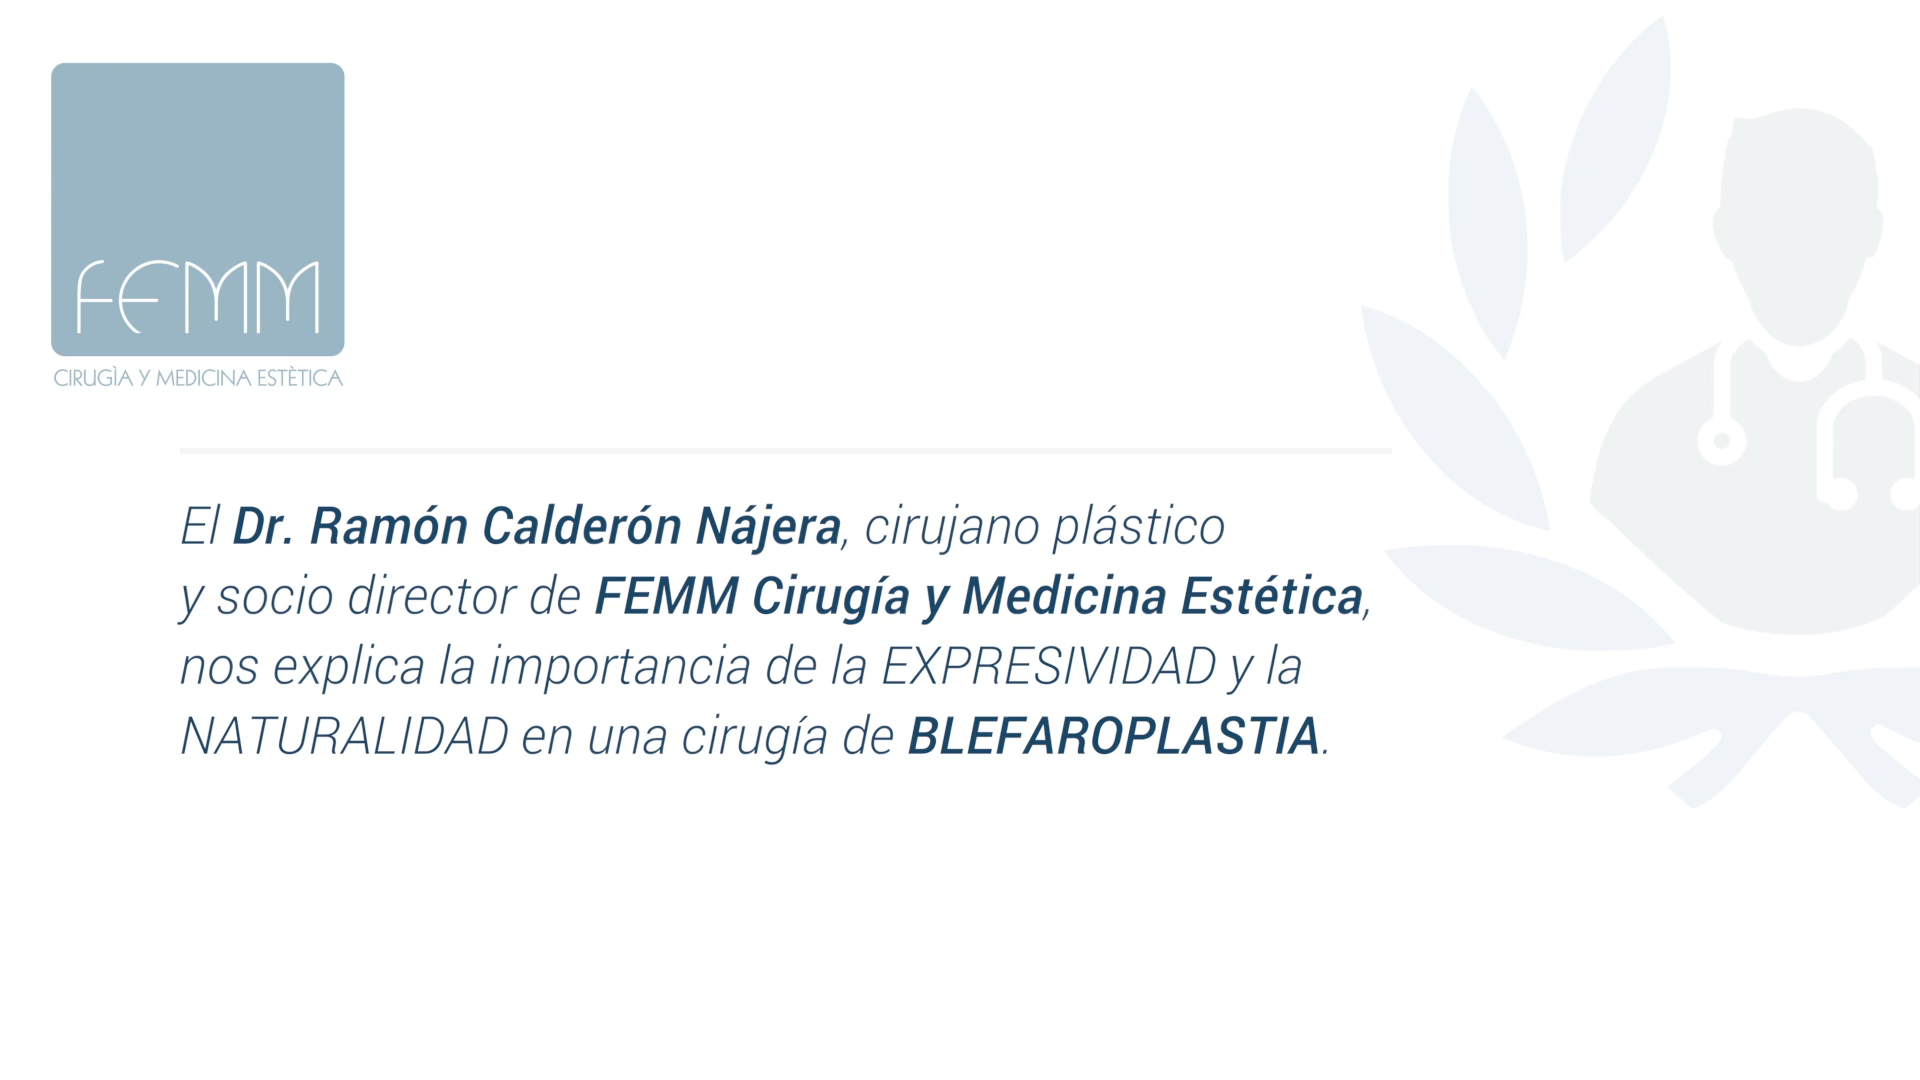 FEMM
CIRUGÌA Y MEDICINA ESTÈTICA
El Dr. Ramón Calderón Nájera, cirujano plástico
y socio director de FEMM Cirugía y Medicina Estética,
nos explica la importancia de la EXPRESIVIDAD y la
NATURALIDAD en una cirugía de BLEFAROPLASTIA.